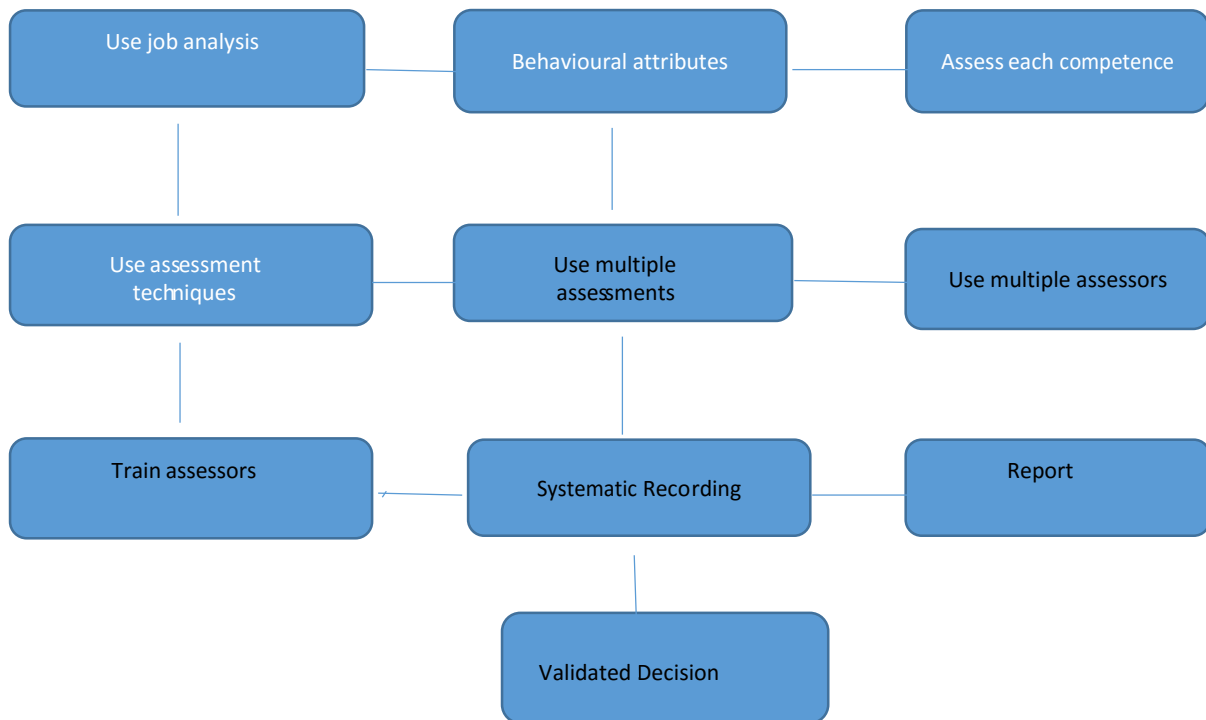 Use job analysis
Behavioural attributes
Assess each competence
Use assessment
techniques
Use multiple
assessments
Use multiple assessors
Train assessors
Systematic Recording
Report
Validated Decision